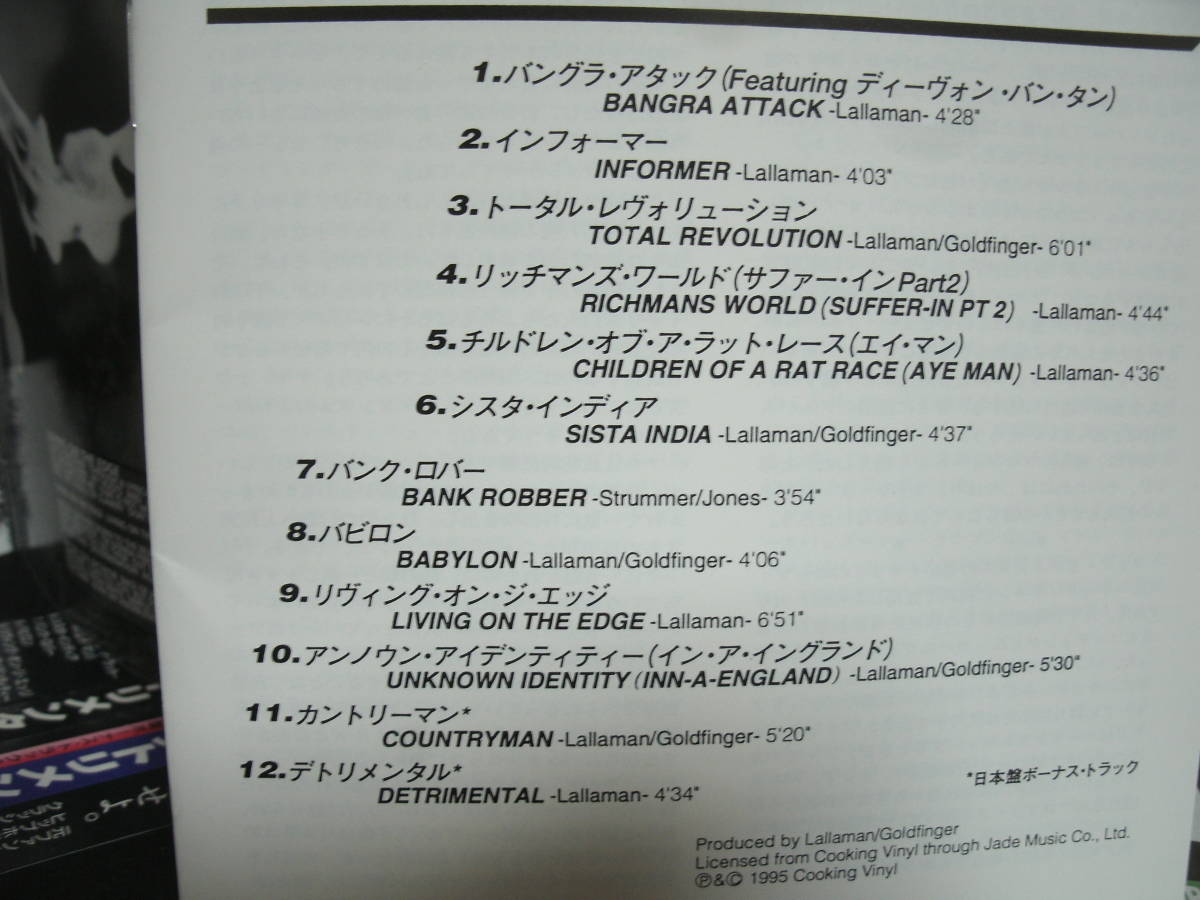 1.バングラ・アタック(Featuring ディーヴォン・バン・タン)
BANGRA ATTACK -Lallaman- 4'28"
2.インフォーマー
INFORMER -Lallaman- 4'03"
3.トータル・レヴォリューション
TOTAL REVOLUTION -Lallaman/Goldfinger- 6'01"
4.リッチマンズ・ワールド(サファー・インPart2)
RICHMANS WORLD (SUFFER-IN PT 2) -Lallaman- 4'44"
5.チルドレン・オブ・ア・ラット・レース(エイ・マン)
CHILDREN OF A RAT RACE (AYE MAN) -Lallaman- 4'36"
6.シスタ・インディア
SISTA INDIA -Lallaman/Goldfinger- 4'37"
7.バンク・ロバー
BANK ROBBER -Strummer/Jones- 3'54"
8.バビロン
BABYLON -Lallaman/Goldfinger- 4'06"
9.リヴィング・オン・ジ・エッジ
LIVING ON THE EDGE -Lallaman- 6'51"
10.アンノウン・アイデンティティー(イン・ア・イングランド)
UNKNOWN IDENTITY (INN-A-ENGLAND) -Lallaman/Goldfinger- 5'30"
11.カントリーマン*
COUNTRYMAN -Lallaman/Goldfinger- 5'20"
12.デトリメンタル*
DETRIMENTAL -Lallaman- 4'34"
*日本盤ボーナス・トラック
Produced by Lallaman/Goldfinger
Licensed from Cooking Vinyl through Jade Music Co., Ltd.
Ⓟ&© 1995 Cooking Vinyl
トリメン
せよ。